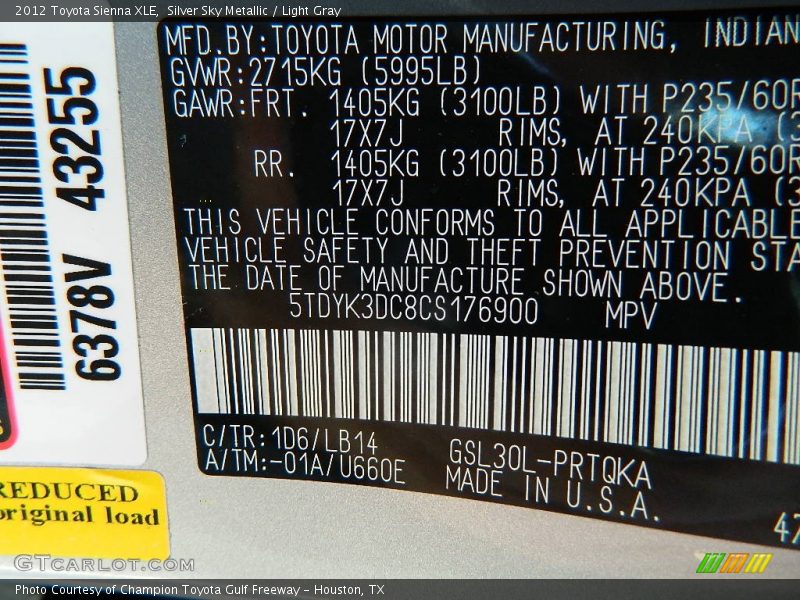 2012 Toyota Sienna XLE,  Silver Sky Metallic / Light Gray
MFD.BY:TOYOTA MOTOR MANUFACTURING, INDIAN
GVWR:2715KG (5995LB)
GAWR:FRT. 1405KG (3100LB) WITH P235/60R
17X7J RIMS, AT 240KPA (3
RR. 1405KG (3100LB) WITH P235/60R
17X7J RIMS, AT 240KPA (3
THIS VEHICLE CONFORMS TO ALL APPLICABLE
VEHICLE SAFETY AND THEFT PREVENTION STA
THE DATE OF MANUFACTURE SHOWN ABOVE.
5TDYK3DC8CS176900 MPV
C/TR:1D6/LB14
A/TM:-01A/U660E
GSL30L-PRTQKA
MADE IN U.S.A.
47
6378V 43255
REDUCED
original load
GTCARLOT.COM
Photo Courtesy of Champion Toyota Gulf Freeway – Houston, TX